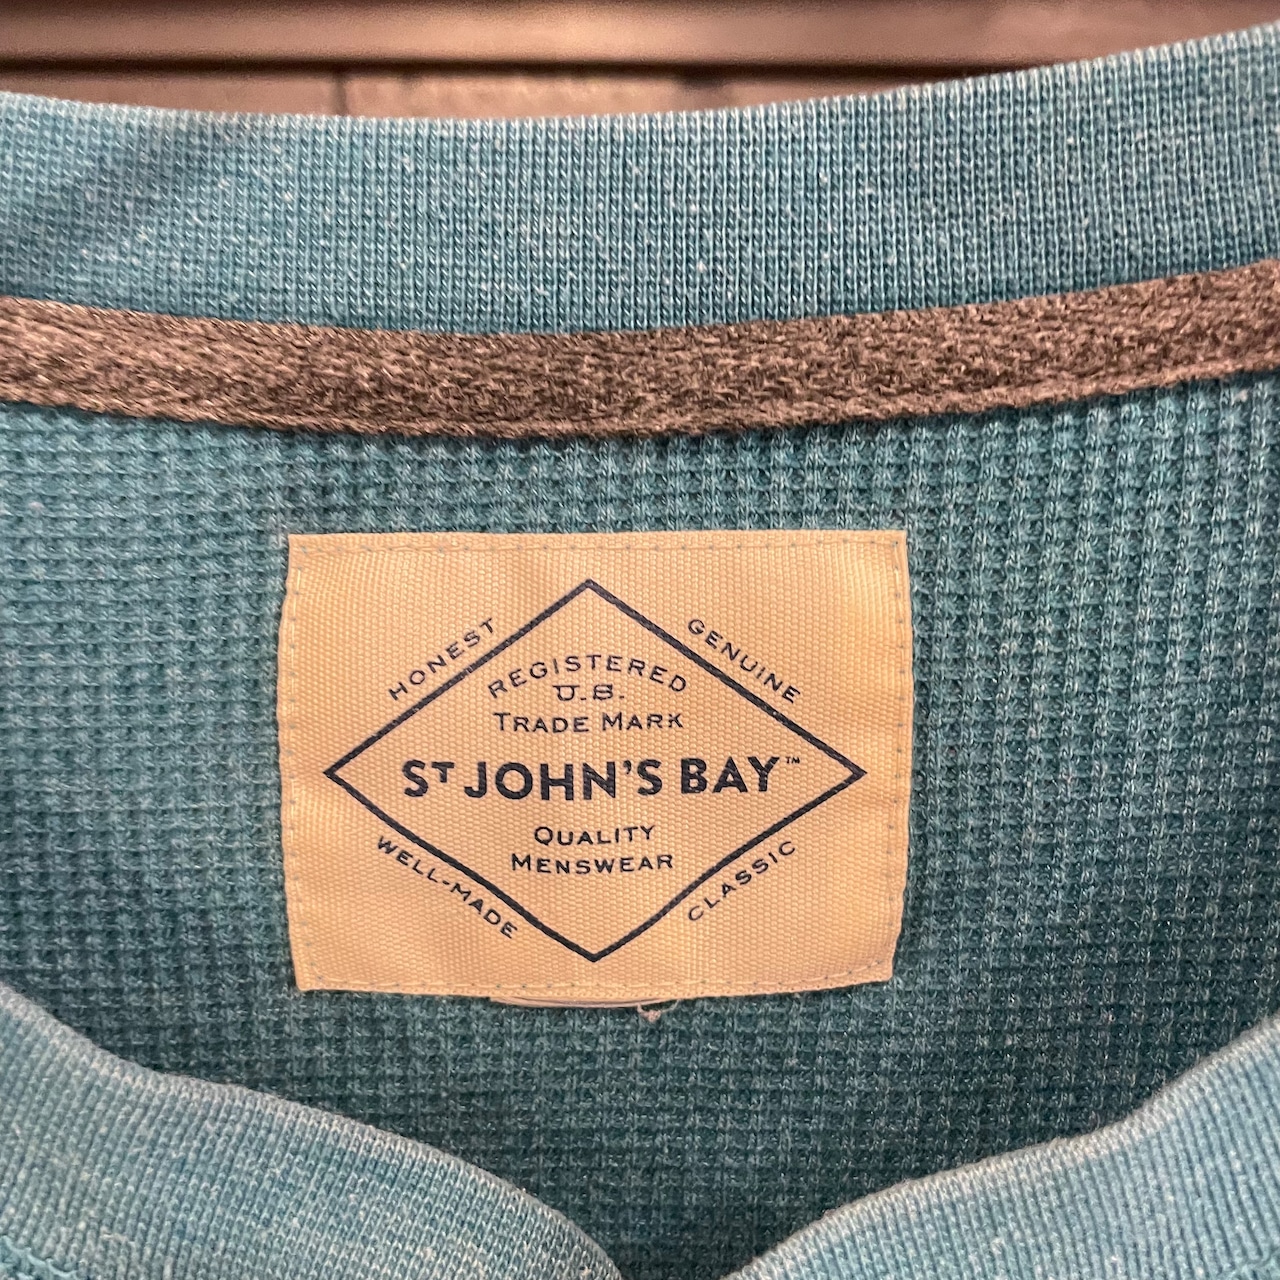 HONEST
GENUINE
REGISTERED
U.S.
TRADE MARK
ST JOHN'S BAY™
QUALITY
MENSWEAR
WELL-MADE
CLASSIC